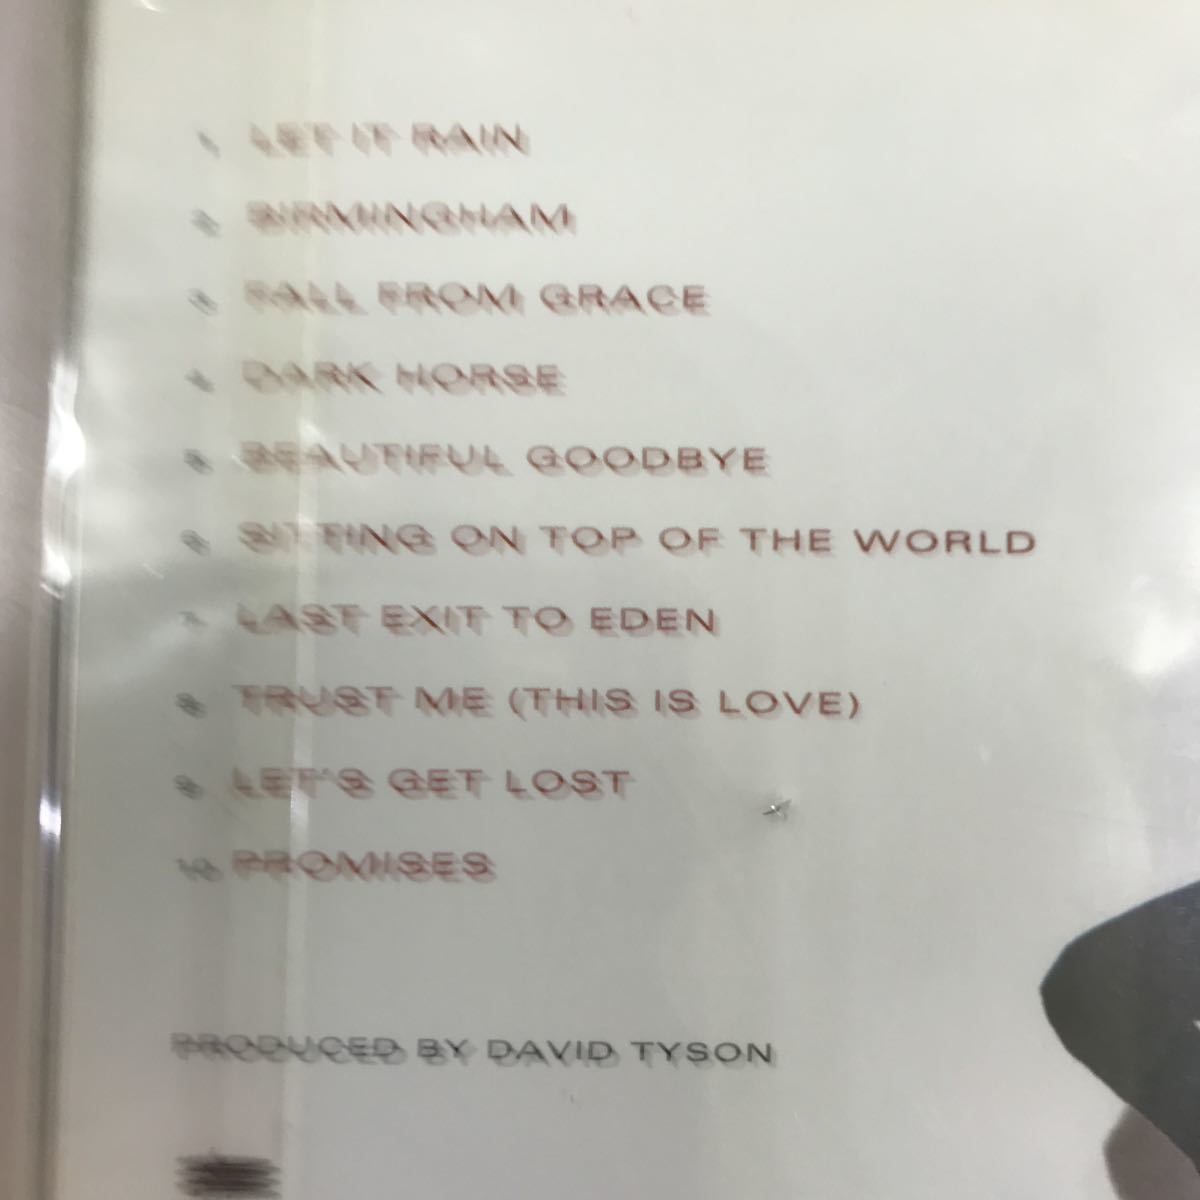 1 LET IT RAIN
2 BIRMINGHAM
3 FALL FROM GRACE
4 DARK HORSE
5 BEAUTIFUL GOODBYE
6 SITTING ON TOP OF THE WORLD
7 LAST EXIT TO EDEN
8 TRUST ME (THIS IS LOVE)
9 LET'S GET LOST
10 PROMISES
PRODUCED BY DAVID TYSON